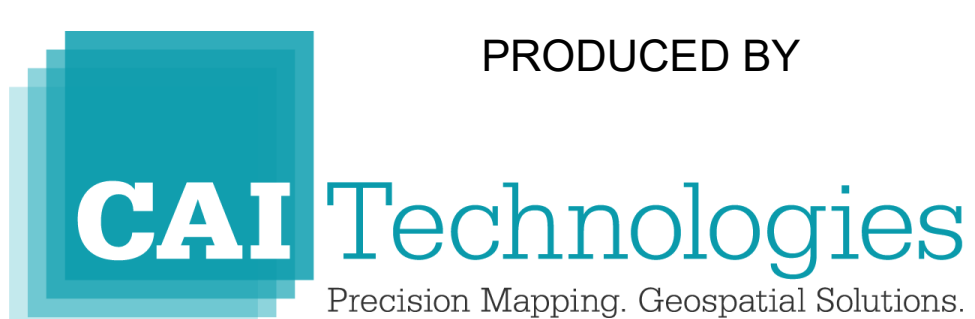 PRODUCED BY
CAI Technologies
Precision Mapping. Geospatial Solutions.